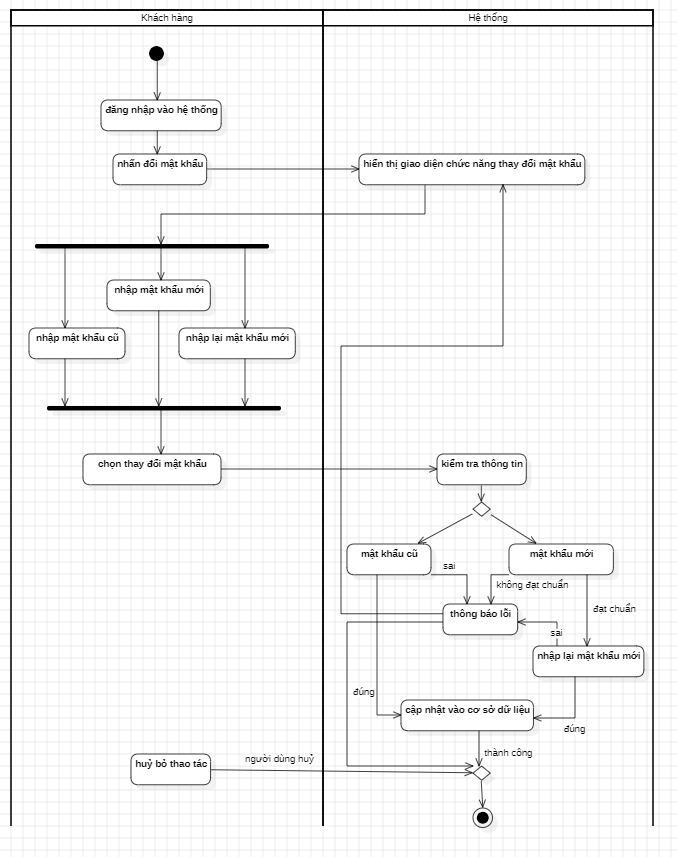 Khách hàng
Hệ thống
đăng nhập vào hệ thống
nhấn đổi mật khẩu
hiển thị giao diện chức năng thay đổi mật khẩu
nhập mật khẩu mới
nhập mật khẩu cũ
nhập lại mật khẩu mới
chọn thay đổi mật khẩu
kiểm tra thông tin
mật khẩu cũ
mật khẩu mới
sai
không đạt chuẩn
thông báo lỗi
đạt chuẩn
sai
nhập lại mật khẩu mới
đúng
cập nhật vào cơ sở dữ liệu
đúng
thành công
huỷ bỏ thao tác
người dùng huỷ